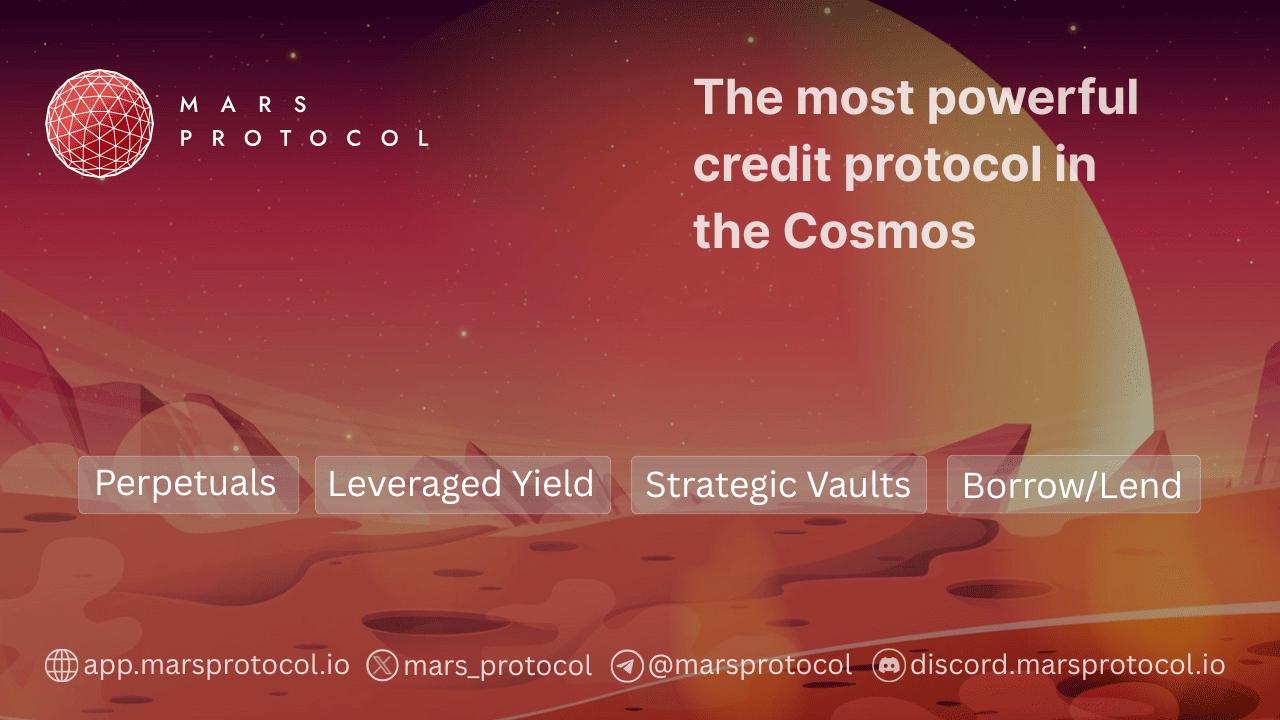 MARS
PROTOCOL
The most powerful
credit protocol in
the Cosmos
Perpetuals
Leveraged Yield
Strategic Vaults
Borrow/Lend
app.marsprotocol.io
mars_protocol
@marsprotocol
discord.marsprotocol.io